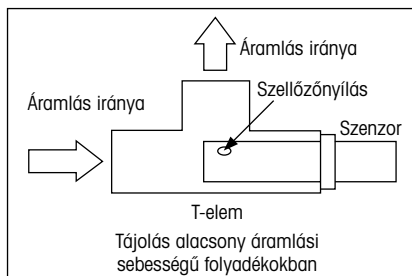 Áramlás iránya
Szellőzőnyílás
Áramlás iránya
Szenzor
T-elem
Tájolás alacsony áramlási
sebességű folyadékokban